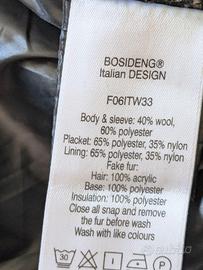 BOSIDENG®
Italian DESIGN
F06ITW33
Body & sleeve: 40% wool,
60% polyester
Placket: 65% polyester, 35% nylon
Lining: 65% polyester, 35% nylon
Fake fur:
Hair: 100% acrylic
Base: 100% polyester
Insulation: 100% polyester
Close all snap and remove
the fur before wash
Wash with like colours
30